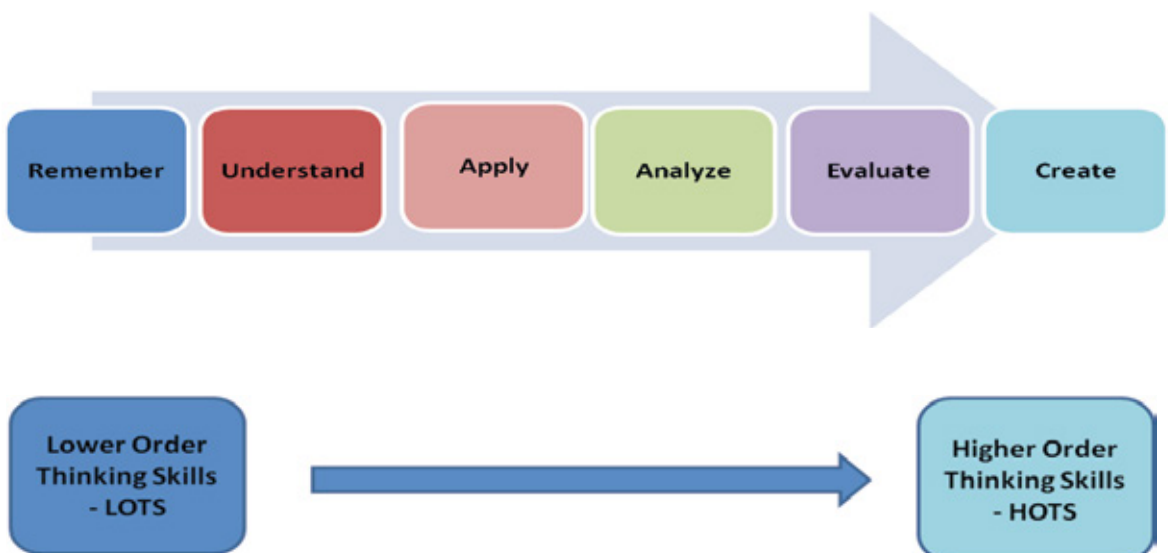 Remember
Understand
Apply
Analyze
Evaluate
Create
Lower Order
Thinking Skills
- LOTS
Higher Order
Thinking Skills
- HOTS